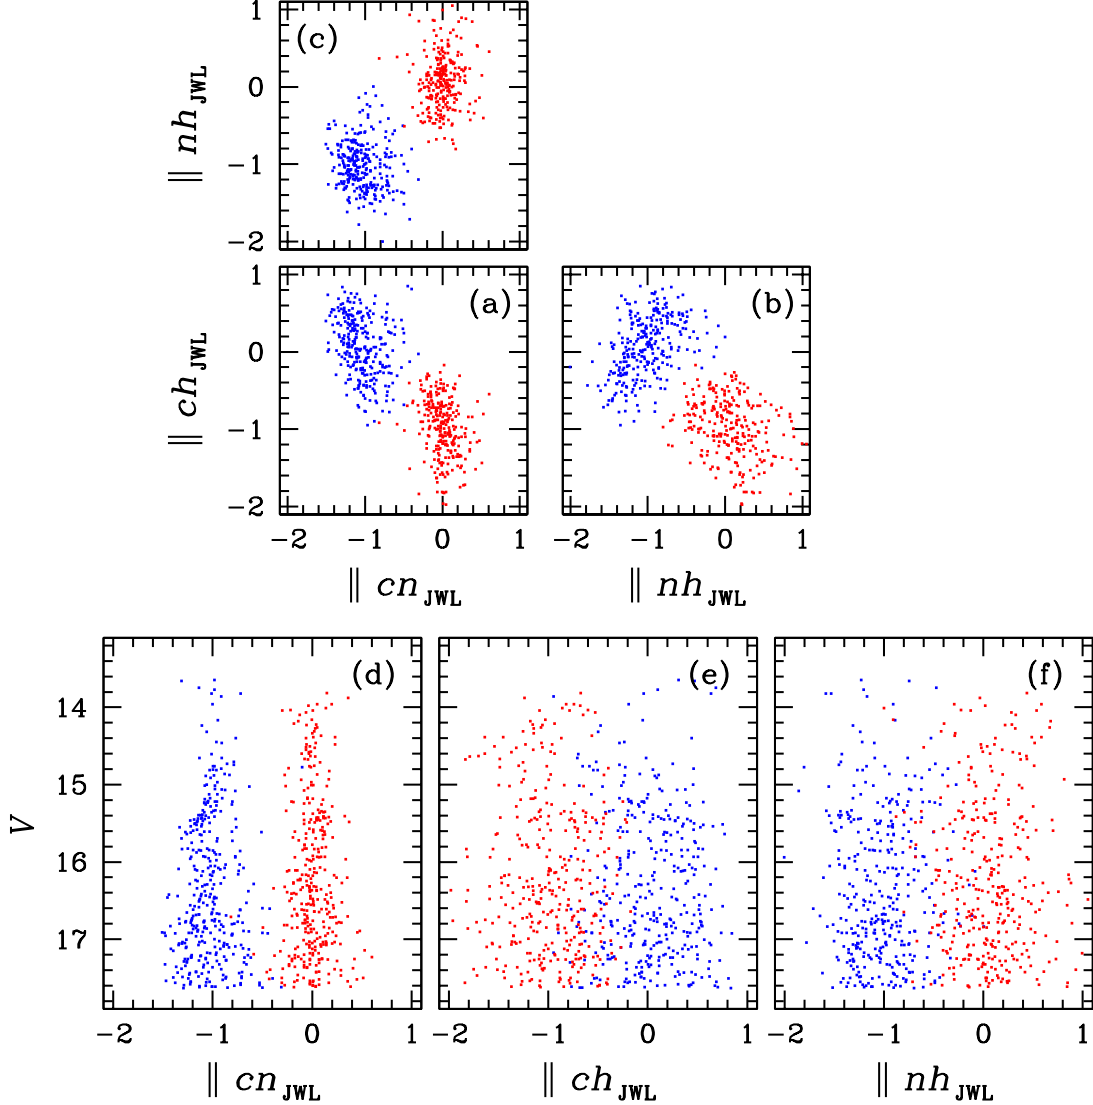 1 (c)
0
−1
−2
‖ nh JWL
1 (a) (b)
0
−1
−2
‖ ch JWL
−2 −1 0 1 −2 −1 0 1
‖ cn JWL ‖ nh JWL
(d) (e) (f)
14
15
16
17
V
−2 −1 0 1 −2 −1 0 1 −2 −1 0 1
‖ cn JWL ‖ ch JWL ‖ nh JWL